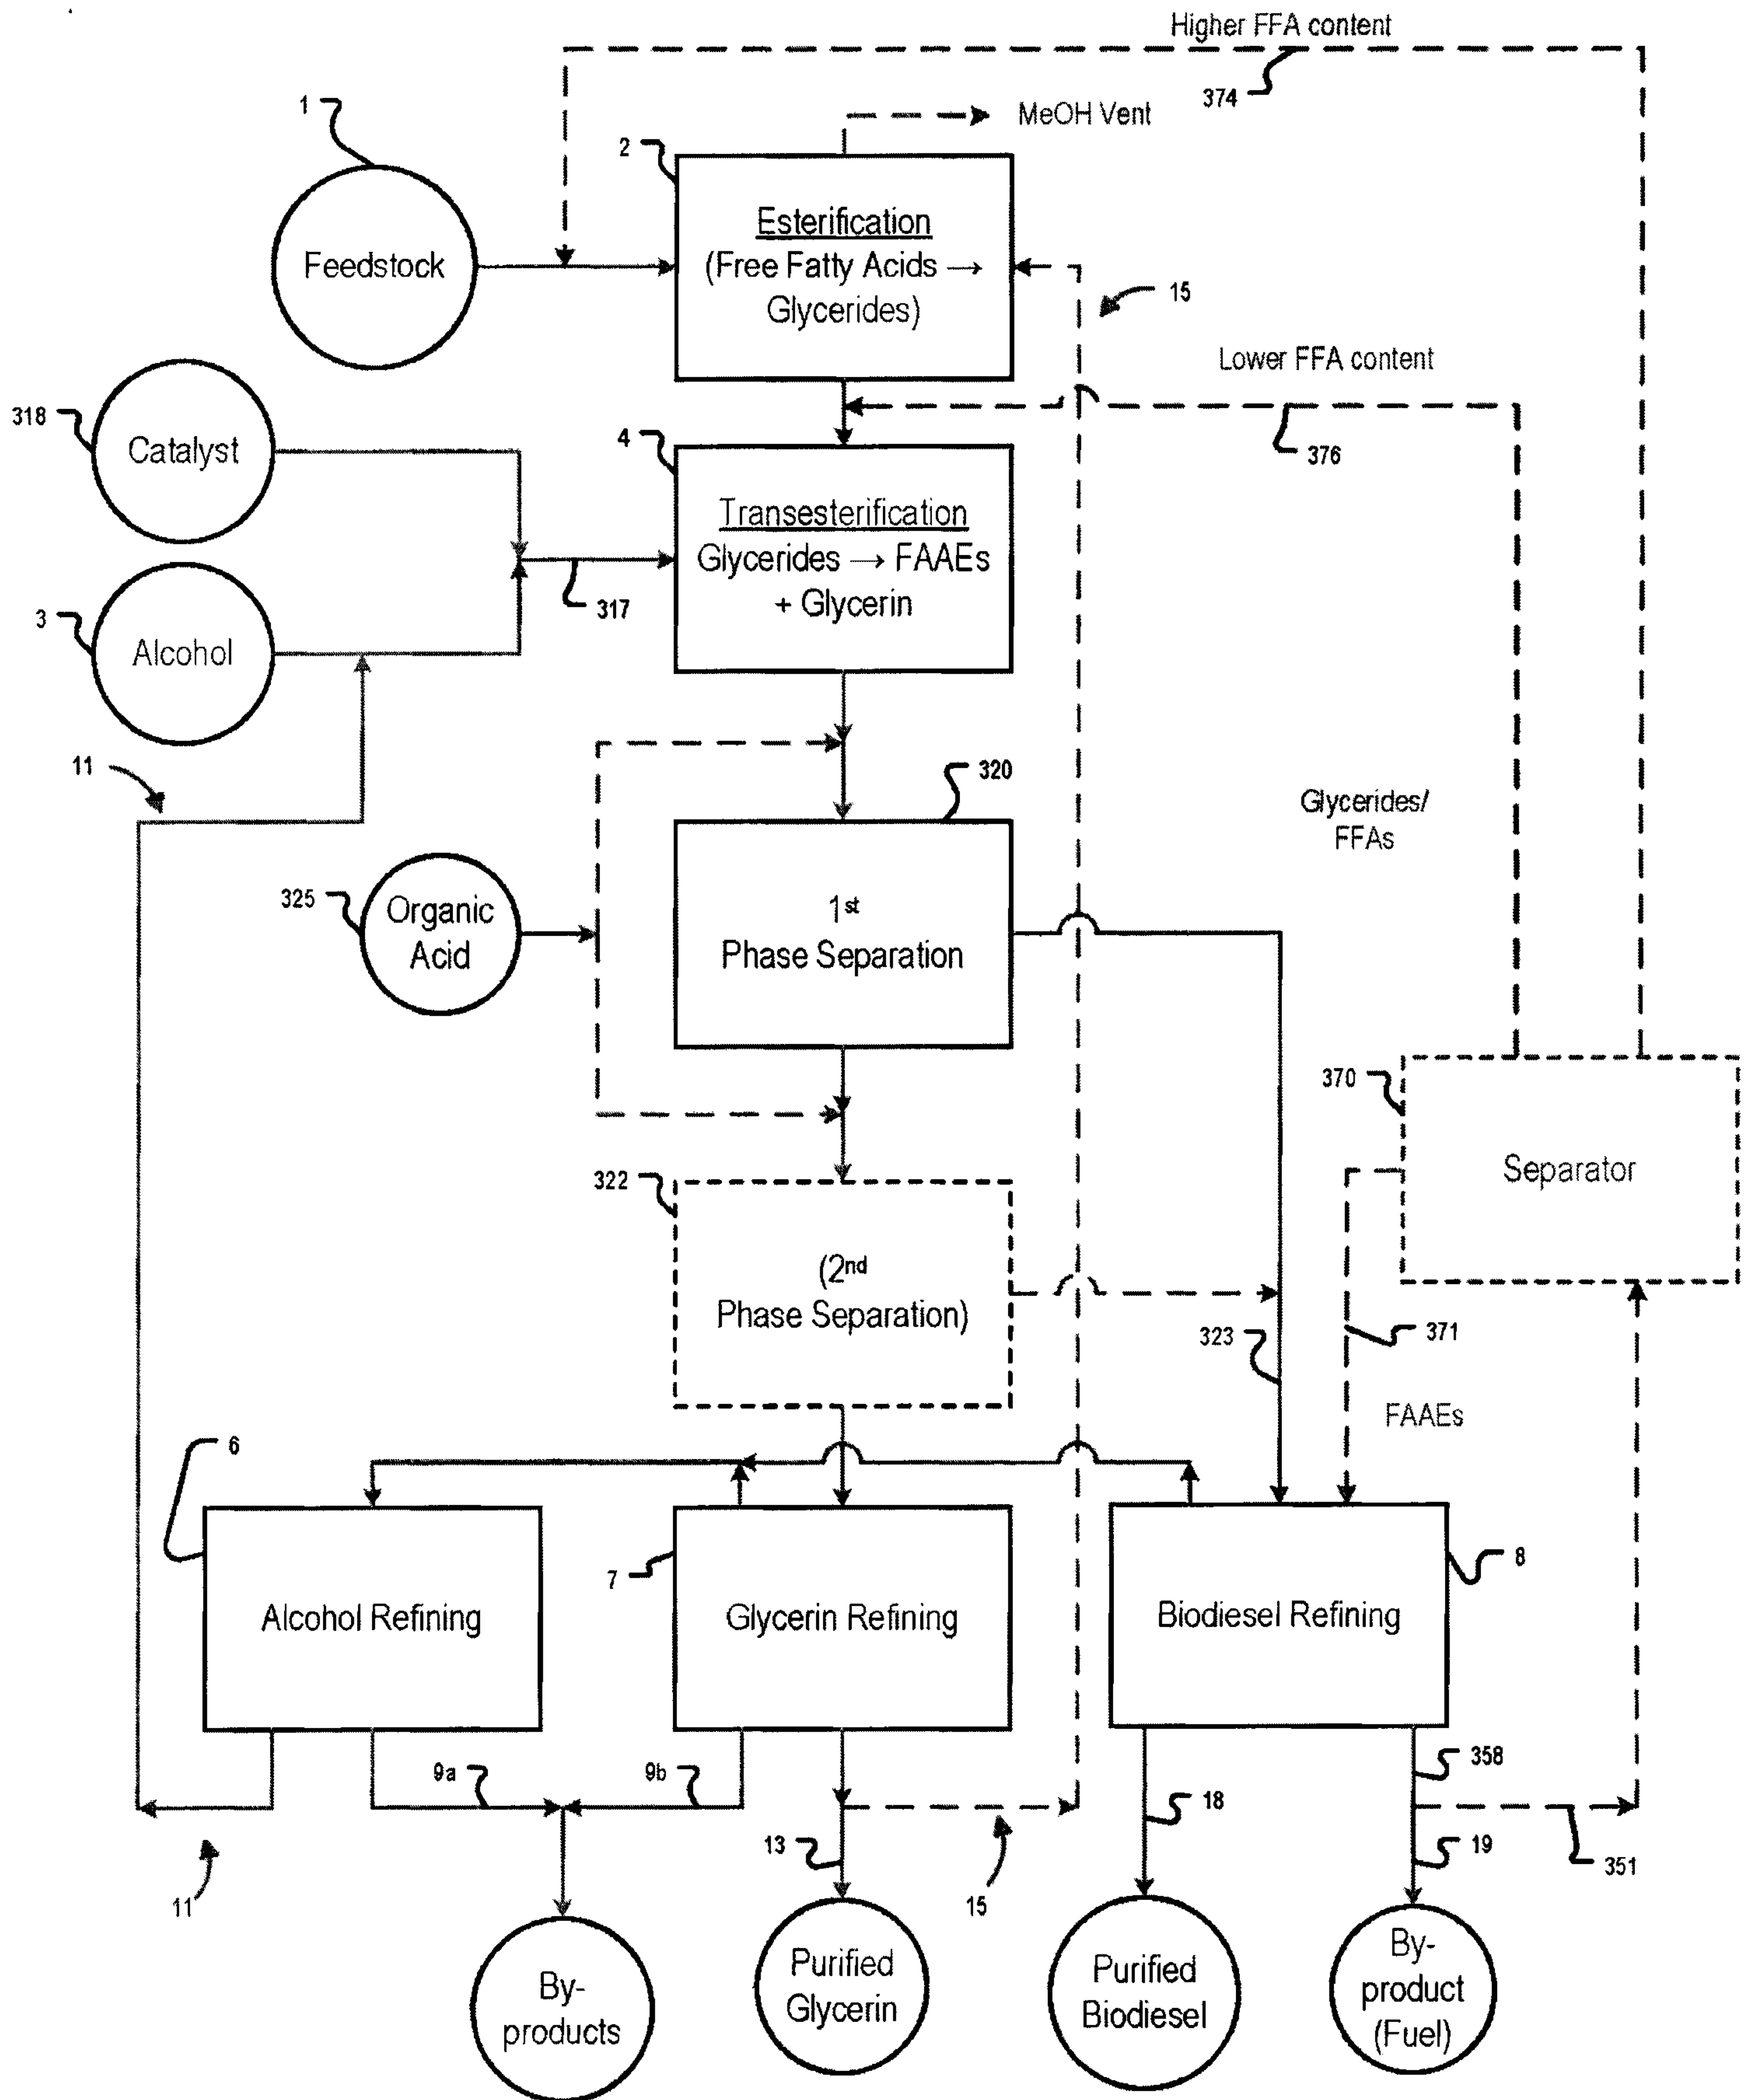 Higher FFA content
374
1
MeOH Vent
2
Esterification
(Free Fatty Acids →
Glycerides)
Feedstock
15
Lower FFA content
376
318
Catalyst
4
Transesterification
Glycerides → FAAEs
+ Glycerin
317
3
Alcohol
11
320
Glycerides/
FFAs
325
Organic
Acid
1st
Phase Separation
370
Separator
322
(2nd
Phase Separation)
323
371
FAAEs
6
7
8
Alcohol Refining
Glycerin Refining
Biodiesel Refining
9a
9b
358
18
13
19
351
11
15
By-
products
Purified
Glycerin
Purified
Biodiesel
By-
product
(Fuel)